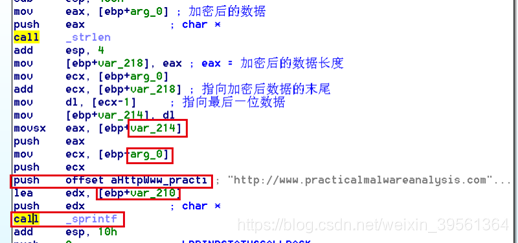 mov eax, [ebp+arg_0] ; 加密后的数据
push eax ; char *
call _strlen
add esp, 4
mov [ebp+var_218], eax ; eax = 加密后的数据长度
mov ecx, [ebp+arg_0]
add ecx, [ebp+var_218] ; 指向加密后数据的末尾
mov dl, [ecx-1] ; 指向最后一位数据
mov [ebp+var_214], dl
movsx eax, [ebp+var_214]
push eax
mov ecx, [ebp+arg_0]
push ecx
push offset aHttpWww_practi ; "http://www.practicalmalwareanalysis.com"...
lea edx, [ebp+var_210]
push edx ; char *
call _sprintf
add esp, 10h
https://blog.csdn.net/weixin_39561364